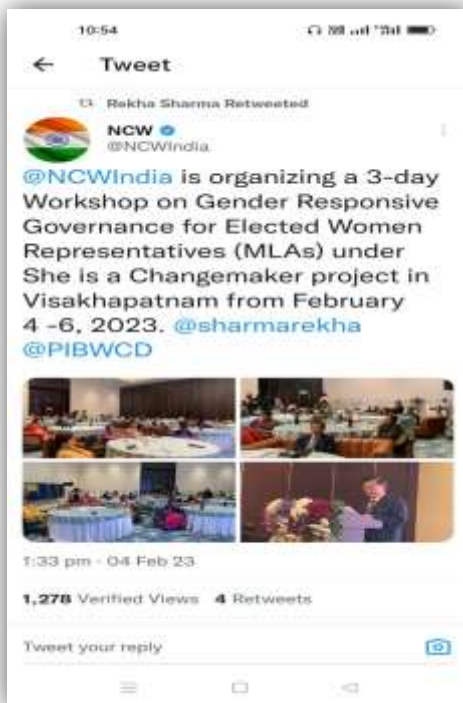 10:54
Tweet
Rekha Sharma Retweeted
NCW
@NCWIndia
@NCWIndia is organizing a 3-day
Workshop on Gender Responsive
Governance for Elected Women
Representatives (MLAs) under
She is a Changemaker project in
Visakhapatnam from February
4 -6, 2023. @sharmarekha
@PIBWCD
1:33 pm · 04 Feb 23
1,278 Verified Views 4 Retweets
Tweet your reply